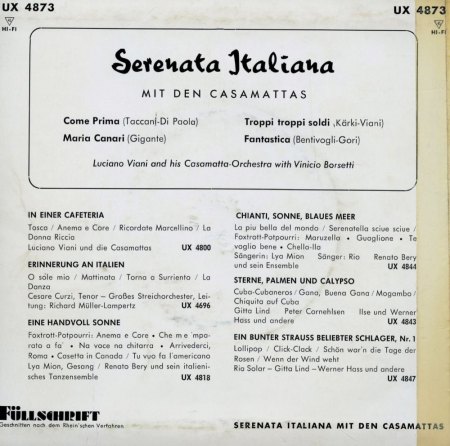 UX 4873 UX 4873
HI-FI HI-FI
Serenata Italiana
MIT DEN CASAMATTAS
Come Prima (Taccani-Di Paola) Troppi troppi soldi (Kärki-Viani)
Maria Canari (Gigante) Fantastica (Bentivogli-Gori)
Luciano Viani and his Casamatta-Orchestra with Vinicio Borsetti
IN EINER CAFETERIA
Tosca / Anema e Core / Ricordate Marcellino / La
Donna Riccia
Luciano Viani und die Casamattas UX 4800
ERINNERUNG AN ITALIEN
O sóle mio / Mattinata / Torna a Surriento / La
Danza
Cesare Curzi, Tenor – Großes Streichorchester, Lei-
tung: Richard Müller-Lampertz UX 4696
EINE HANDVOLL SONNE
Foxtrott-Potpourri: Anema e Core • Che m'e 'mpa-
rato a fa' • Na voce na chitarra • Arrivederci,
Roma • Casetta in Canada • Tu vuo fa l'americano
Lya Mion, Gesang / Renato Bery und sein italieni-
sches Tanzensemble UX 4818
CHIANTI, SONNE, BLAUES MEER
La piu bella del mondo / Serenatella sciue sciue /
Foxtrott-Potpourri: Maruzella • Guaglione • Te
voglio bene • Chella-lla
Sängerin: Lya Mion Sänger: Rio Renato Bery
und sein Ensemble UX 4844
STERNE, PALMEN UND CALYPSO
Cuba-Cubaneros / Gana, Buena Gana / Mogambo /
Chiquita auf Cuba
Gitta Lind Peter Cornehlsen Ilse und Werner
Hass und andere UX 4843
EIN BUNTER STRAUSS BELIEBTER SCHLAGER, Nr. 1
Lollipop / Click-Clack / Schön war'n die Tage der
Rosen / Wenn der Wind weht
Ria Solar – Gitta Lind – Werner Hass und andere
UX 4847
FÜLLSCHRIFT
Geschnitten nach dem Rhein'schen Verfahren.
SERENATA ITALIANA MIT DEN CASAMATTAS